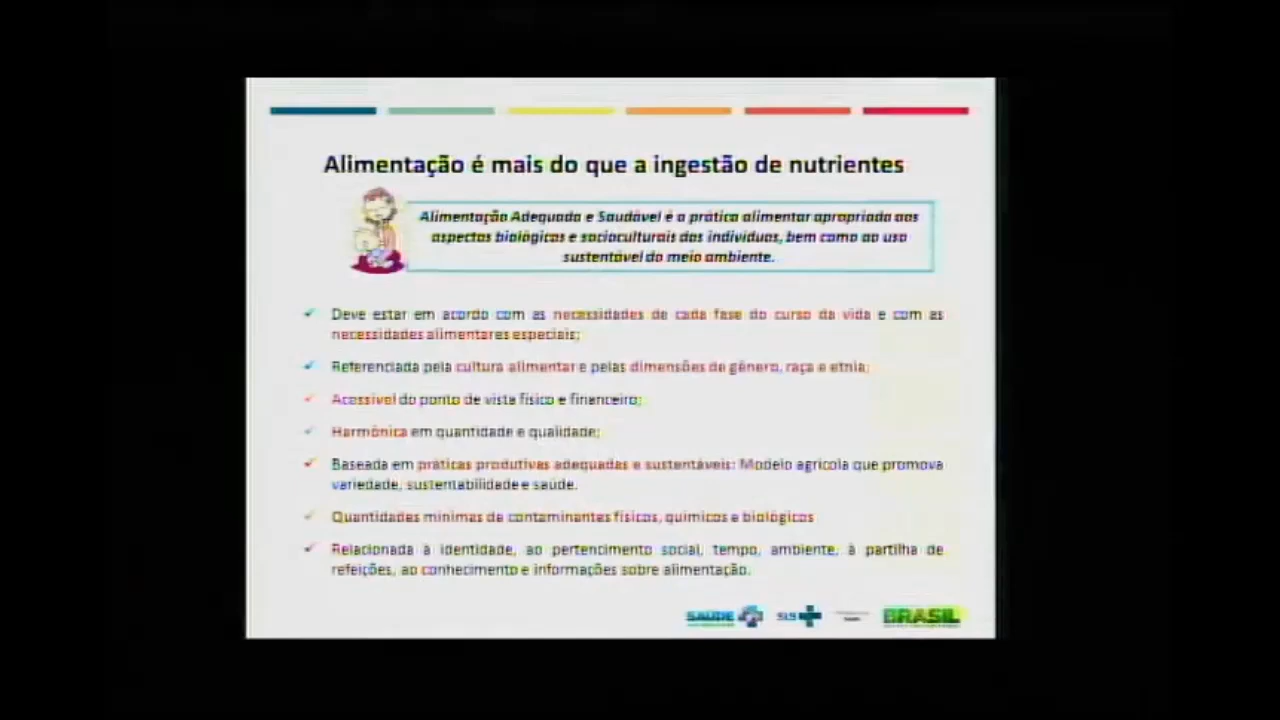 Alimentação é mais do que a ingestão de nutrientes
Alimentação Adequada e Saudável é a prática alimentar apropriada aos
aspectos biológicos e socioculturais dos indivíduos, bem como ao uso
sustentável do meio ambiente.
Deve estar em acordo com as necessidades de cada fase do curso da vida e com as
necessidades alimentares especiais;
Referenciada pela cultura alimentar e pelas dimensões de gênero, raça e etnia;
Acessível do ponto de vista físico e financeiro;
Harmônica em quantidade e qualidade;
Baseada em práticas produtivas adequadas e sustentáveis: Modelo agrícola que promova
variedade, sustentabilidade e saúde.
Quantidades mínimas de contaminantes físicos, químicos e biológicos
Relacionada à identidade, ao pertencimento social, tempo, ambiente, à partilha de
refeições, ao conhecimento e informações sobre alimentação.
SAÚDE SUS BRASIL